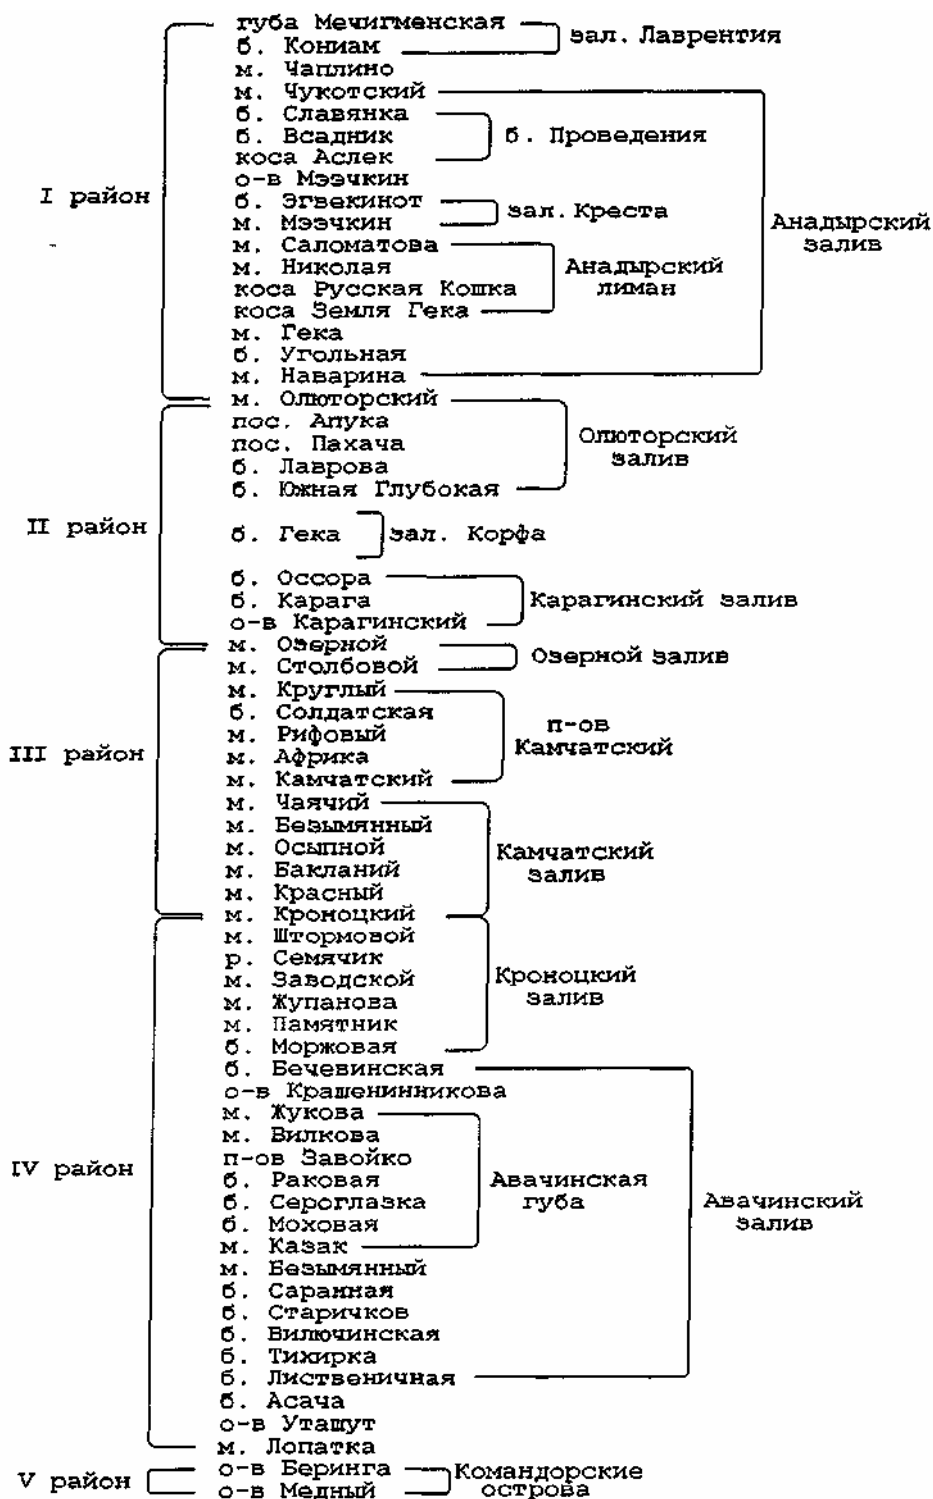 губа Мечигменская
б. Кониам
зал. Лаврентия
м. Чаплино
м. Чукотский
б. Славянка
б. Всадник
коса Аслек
б. Проведения
о-в Мээчкин
б. Эгвекинот
м. Мээчкин
зал. Креста
м. Саломатова
м. Николая
коса Русская Кошка
коса Земля Гека
Анадырский
лиман
м. Гека
б. Угольная
м. Наварина
Анадырский
залив
I район
м. Олюторский
пос. Апука
пос. Пахача
б. Лаврова
б. Южная Глубокая
Олюторский
залив
II район
б. Гека
зал. Корфа
б. Оссора
б. Карага
о-в Карагинский
Карагинский залив
м. Озерной
м. Столбовой
Озерной залив
м. Круглый
б. Солдатская
м. Рифовый
м. Африка
м. Камчатский
п-ов
Камчатский
III район
м. Чаячий
м. Безымянный
м. Осыпной
м. Бакланий
м. Красный
м. Кроноцкий
Камчатский
залив
м. Штормовой
р. Семячик
м. Заводской
м. Жупанова
м. Памятник
б. Моржовая
Кроноцкий
залив
б. Бечевинская
о-в Крашенинникова
м. Жукова
м. Вилкова
п-ов Завойко
б. Раковая
б. Сероглазка
б. Моховая
м. Казак
Авачинская
губа
IV район
м. Безымянный
б. Саранная
б. Старичков
б. Вилючинская
б. Тихирка
б. Лиственичная
Авачинский
залив
б. Асача
о-в Уташут
м. Лопатка
V район
о-в Беринга
о-в Медный
Командорские
острова